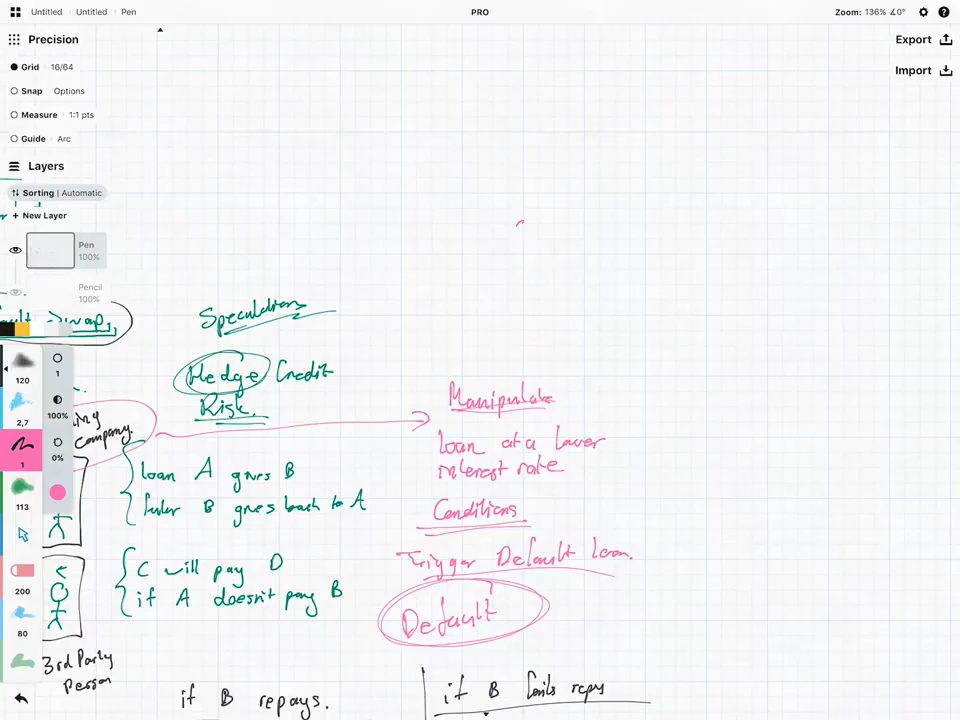 Untitled Untitled Pen PRO Zoom: 136% ∠0°
Precision
Export
Grid · 16/64
Import
Snap Options
Measure · 1:1 pts
Guide · Arc
Layers
Sorting | Automatic
+ New Layer
Pen
100%
Pencil
100%
Speculations
Swap
Hedge Credit
Risk.
Company.
loan A gives B
B gives back to A
C will pay D
if A doesn't pay B
3rd Party
Person
if B repays.
Manipulate
loan at a lower
interest rate
Conditions
Trigger Default Loan.
Default
if B fails repay
120
2,7
1
113
200
80
1
100%
0%